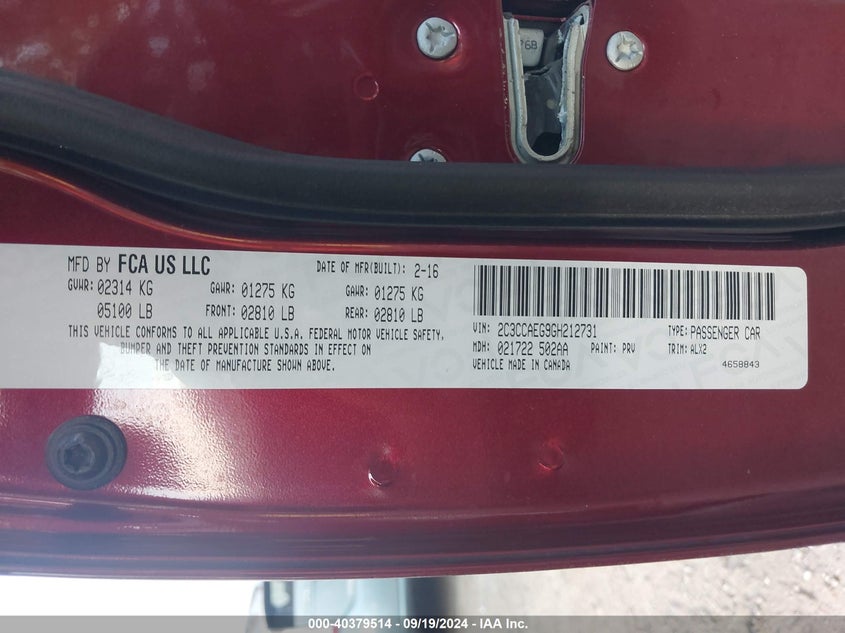 76B
MFD BY FCA US LLC
DATE OF MFR(BUILT): 2-16
GVWR: 02314 KG GAWR: 01275 KG GAWR: 01275 KG
05100 LB FRONT: 02810 LB REAR: 02810 LB
THIS VEHICLE CONFORMS TO ALL APPLICABLE U.S.A. FEDERAL MOTOR VEHICLE SAFETY,
BUMPER AND THEFT PREVENTION STANDARDS IN EFFECT ON
THE DATE OF MANUFACTURE SHOWN ABOVE.
VIN: 2C3CCAEG9GH212731 TYPE: PASSENGER CAR
MDH: 021722 502AA PAINT: PRV TRIM: ALX2
VEHICLE MADE IN CANADA 4658843
000-40379514 - 09/19/2024 - IAA Inc.